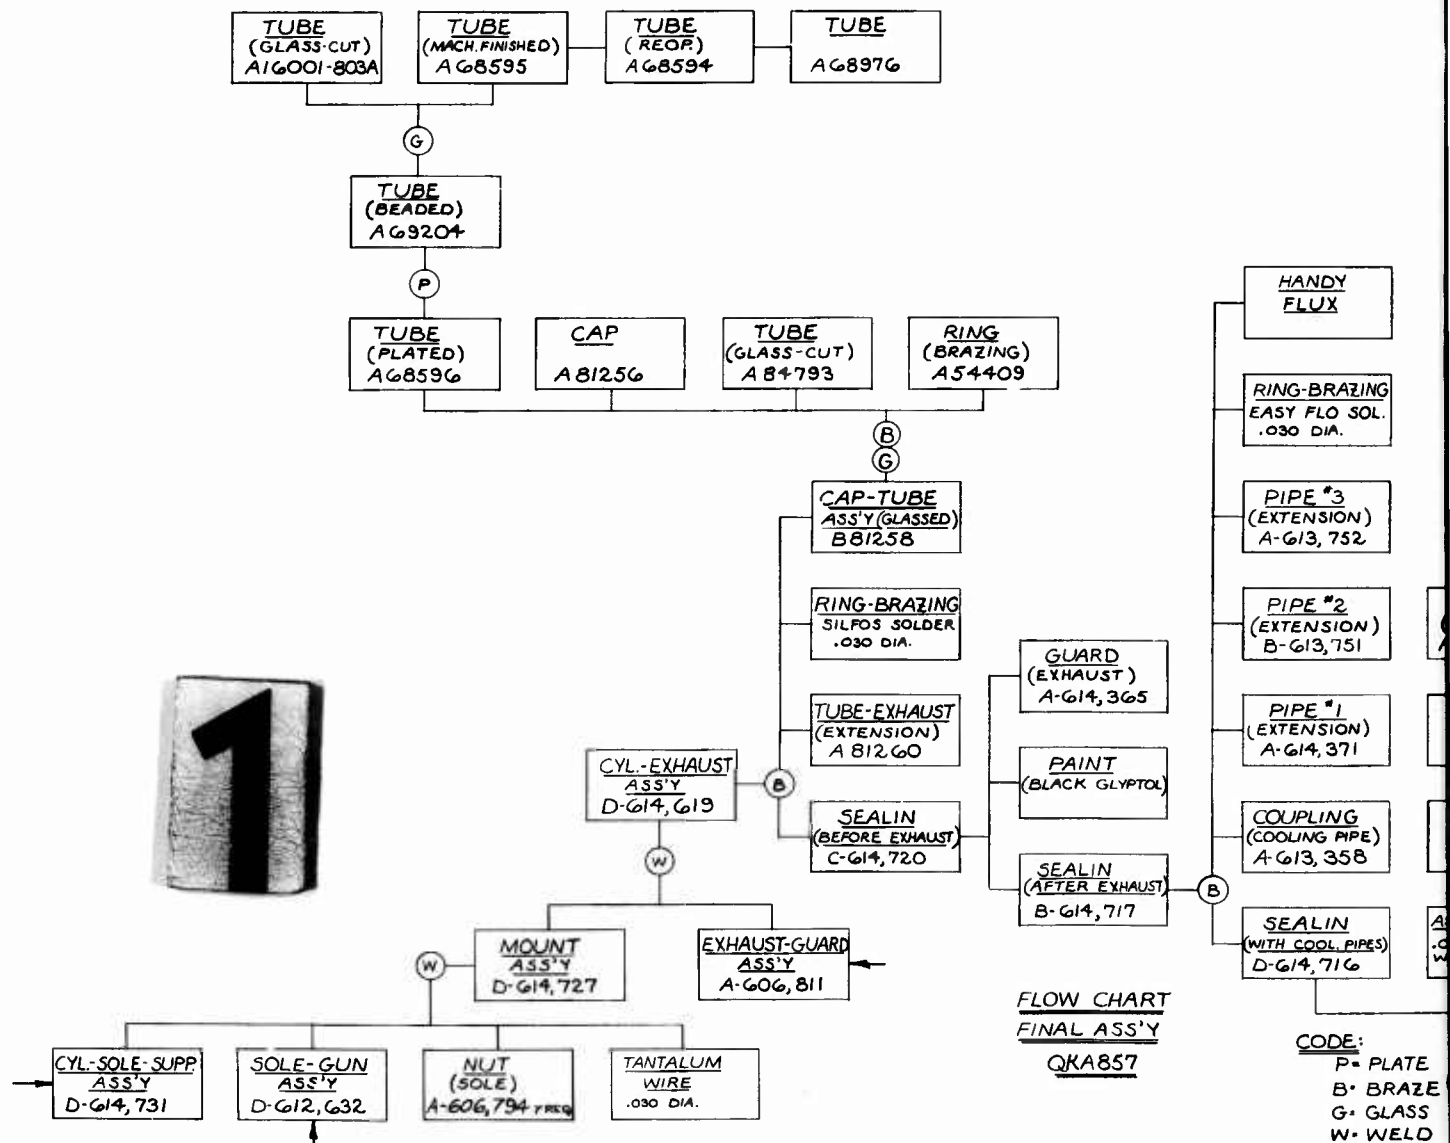 TUBE
(GLASS-CUT)
A16001-803A
TUBE
(MACH. FINISHED)
A68595
TUBE
(REOP.)
A68594
TUBE
A68976
G
TUBE
(BEADED)
A69204
P
TUBE
(PLATED)
A68596
CAP
A81256
TUBE
(GLASS-CUT)
A84793
RING
(BRAZING)
A54409
B
G
CAP-TUBE
ASS'Y (GLASSED)
B81258
RING-BRAZING
SILFOS SOLDER
.030 DIA.
TUBE-EXHAUST
(EXTENSION)
A81260
CYL.-EXHAUST
ASS'Y
D-614,619
B
SEALIN
(BEFORE EXHAUST)
C-614,720
GUARD
(EXHAUST)
A-614,365
PAINT
(BLACK GLYPTOL)
SEALIN
(AFTER EXHAUST)
B-614,717
B
HANDY
FLUX
RING-BRAZING
EASY FLO SOL.
.030 DIA.
PIPE #3
(EXTENSION)
A-613,752
PIPE #2
(EXTENSION)
B-613,751
PIPE #1
(EXTENSION)
A-614,371
COUPLING
(COOLING PIPE)
A-613,358
SEALIN
(WITH COOL. PIPES)
D-614,716
1
W
MOUNT
ASS'Y
D-614,727
EXHAUST-GUARD
ASS'Y
A-606,811
W
CYL.-SOLE-SUPP.
ASS'Y
D-614,731
SOLE-GUN
ASS'Y
D-612,632
NUT
(SOLE)
A-606,794 7 REQ
TANTALUM
WIRE
.030 DIA.
FLOW CHART
FINAL ASS'Y
QKA857
CODE:
P= PLATE
B= BRAZE
G= GLASS
W= WELD